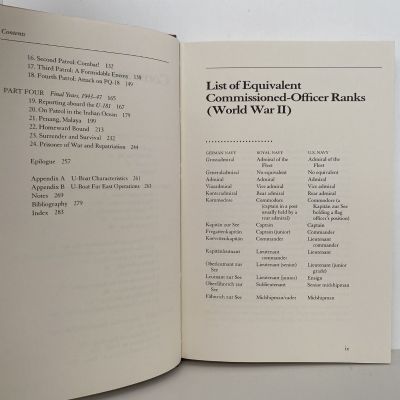 Contents
16. Second Patrol: Combat! 132
17. Third Patrol: A Formidable Enemy 138
18. Fourth Patrol: Attack on PQ-18 149
PART FOUR Final Years, 1943–47 165
19. Reporting aboard the U-181 167
20. On Patrol in the Indian Ocean 179
21. Penang, Malaya 199
22. Homeward Bound 213
23. Surrender and Survival 232
24. Prisoner of War and Repatriation 244
Epilogue 257
Appendix A U-Boat Characteristics 261
Appendix B U-Boat Far East Operations 263
Notes 269
Bibliography 279
Index 283
List of Equivalent
Commissioned-Officer Ranks
(World War II)
GERMAN NAVY ROYAL NAVY U.S. NAVY
Grossadmiral Admiral of the Admiral of the
Fleet Fleet
Generaladmiral No equivalent No equivalent
Admiral Admiral Admiral
Vizeadmiral Vice admiral Vice admiral
Konteradmiral Rear admiral Rear admiral
Kommodore Commodore Commodore (a
(captain in a post Kapitän zur See
usually held by a holding a flag
rear admiral) officer's position)
Kapitän zur See Captain Captain
Fregattenkapitän Captain (junior) Commander
Korvettenkapitän Commander Lieutenant
commander
Kapitänleutnant Lieutenant Lieutenant
commander
Oberleutnant zur Lieutenant (senior) Lieutenant (junior
See grade)
Leutnant zur See Lieutenant (junior) Ensign
Oberfähnrich zur Sublieutenant Senior midshipman
See
Fähnrich zur See Midshipman/cadet Midshipman
ix